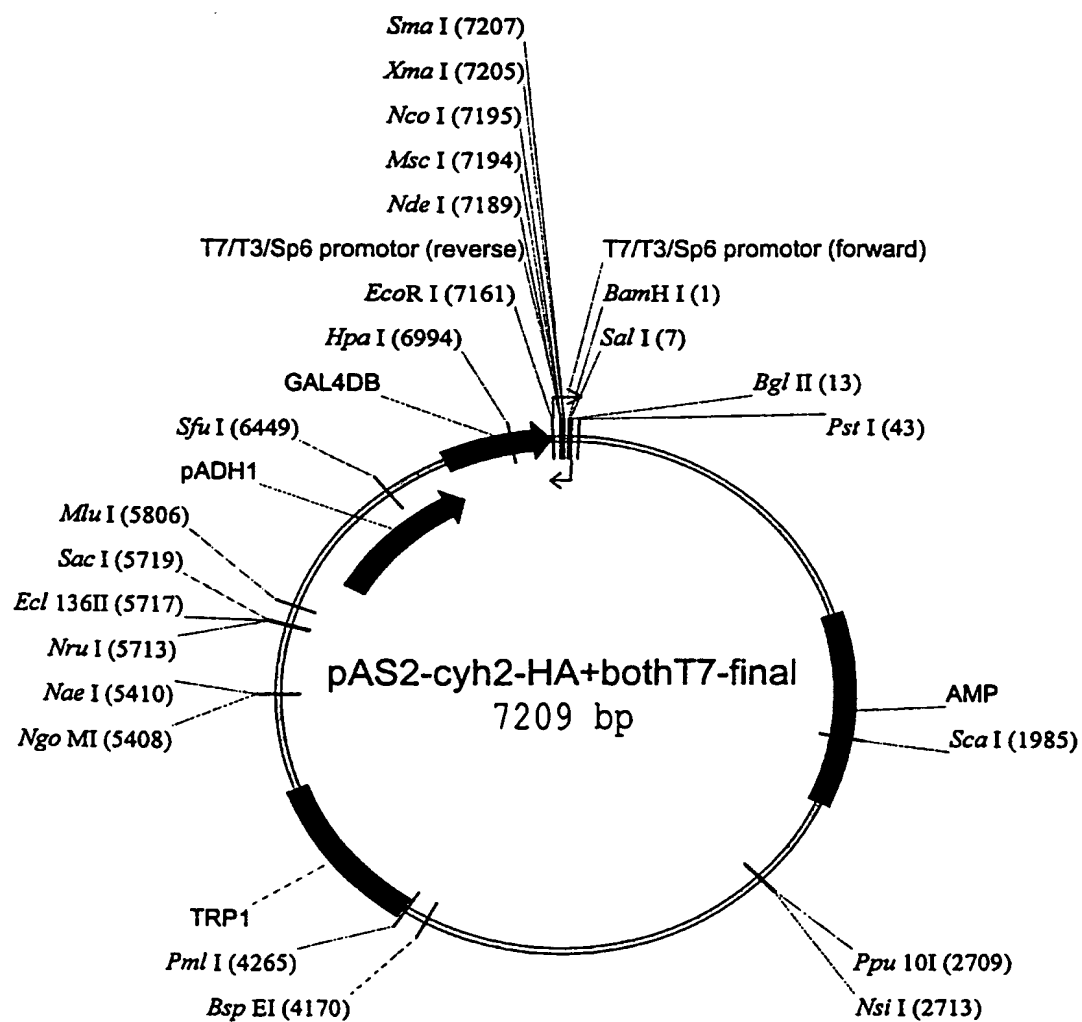 Sma I (7207)
Xma I (7205)
Nco I (7195)
Msc I (7194)
Nde I (7189)
T7/T3/Sp6 promotor (reverse)
T7/T3/Sp6 promotor (forward)
EcoR I (7161)
BamH I (1)
Hpa I (6994)
Sal I (7)
GAL4DB
Bgl II (13)
Sfu I (6449)
Pst I (43)
pADH1
Mlu I (5806)
Sac I (5719)
Ecl 136II (5717)
Nru I (5713)
Nae I (5410)
Ngo MI (5408)
pAS2-cyh2-HA+bothT7-final
7209 bp
AMP
Sca I (1985)
TRP1
Pml I (4265)
Bsp EI (4170)
Ppu 10I (2709)
Nsi I (2713)